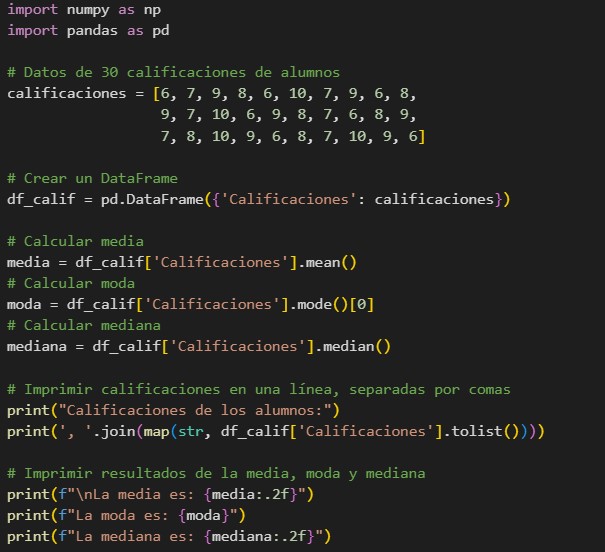 import numpy as np
import pandas as pd

# Datos de 30 calificaciones de alumnos
calificaciones = [6, 7, 9, 8, 6, 10, 7, 9, 6, 8,
                  9, 7, 10, 6, 9, 8, 7, 6, 8, 9,
                  7, 8, 10, 9, 6, 8, 7, 10, 9, 6]

# Crear un DataFrame
df_calif = pd.DataFrame({'Calificaciones': calificaciones})

# Calcular media
media = df_calif['Calificaciones'].mean()
# Calcular moda
moda = df_calif['Calificaciones'].mode()[0]
# Calcular mediana
mediana = df_calif['Calificaciones'].median()

# Imprimir calificaciones en una línea, separadas por comas
print("Calificaciones de los alumnos:")
print(', '.join(map(str, df_calif['Calificaciones'].tolist())))

# Imprimir resultados de la media, moda y mediana
print(f"\nLa media es: {media:.2f}")
print(f"La moda es: {moda}")
print(f"La mediana es: {mediana:.2f}")